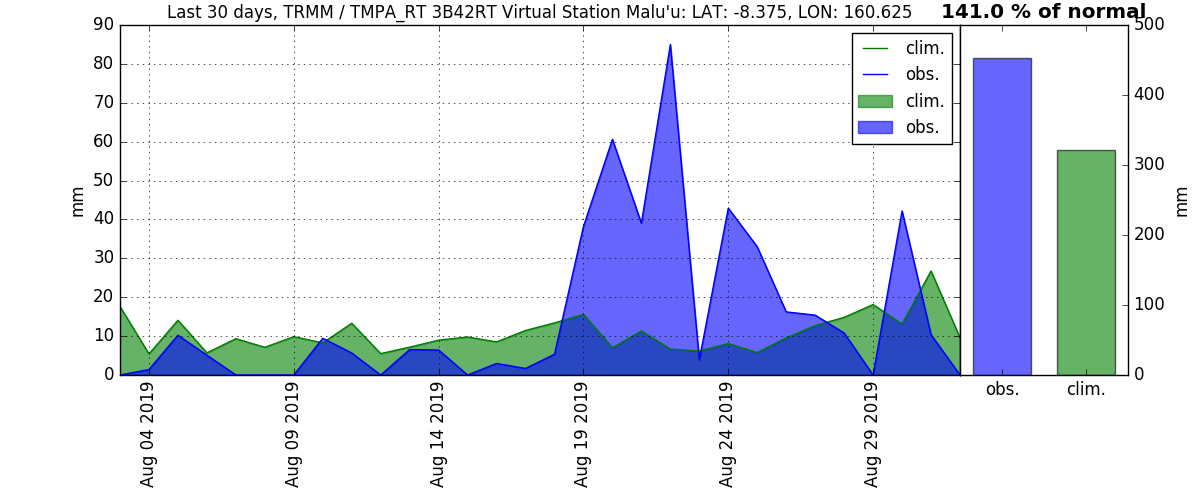 Last 30 days, TRMM / TMPA_RT 3B42RT Virtual Station Malu'u: LAT: -8.375, LON: 160.625
141.0 % of normal
90
80
70
60
50
40
30
20
10
0
mm
clim.
obs.
clim.
obs.
Aug 04 2019
Aug 09 2019
Aug 14 2019
Aug 19 2019
Aug 24 2019
Aug 29 2019
500
400
300
200
100
0
mm
obs.
clim.